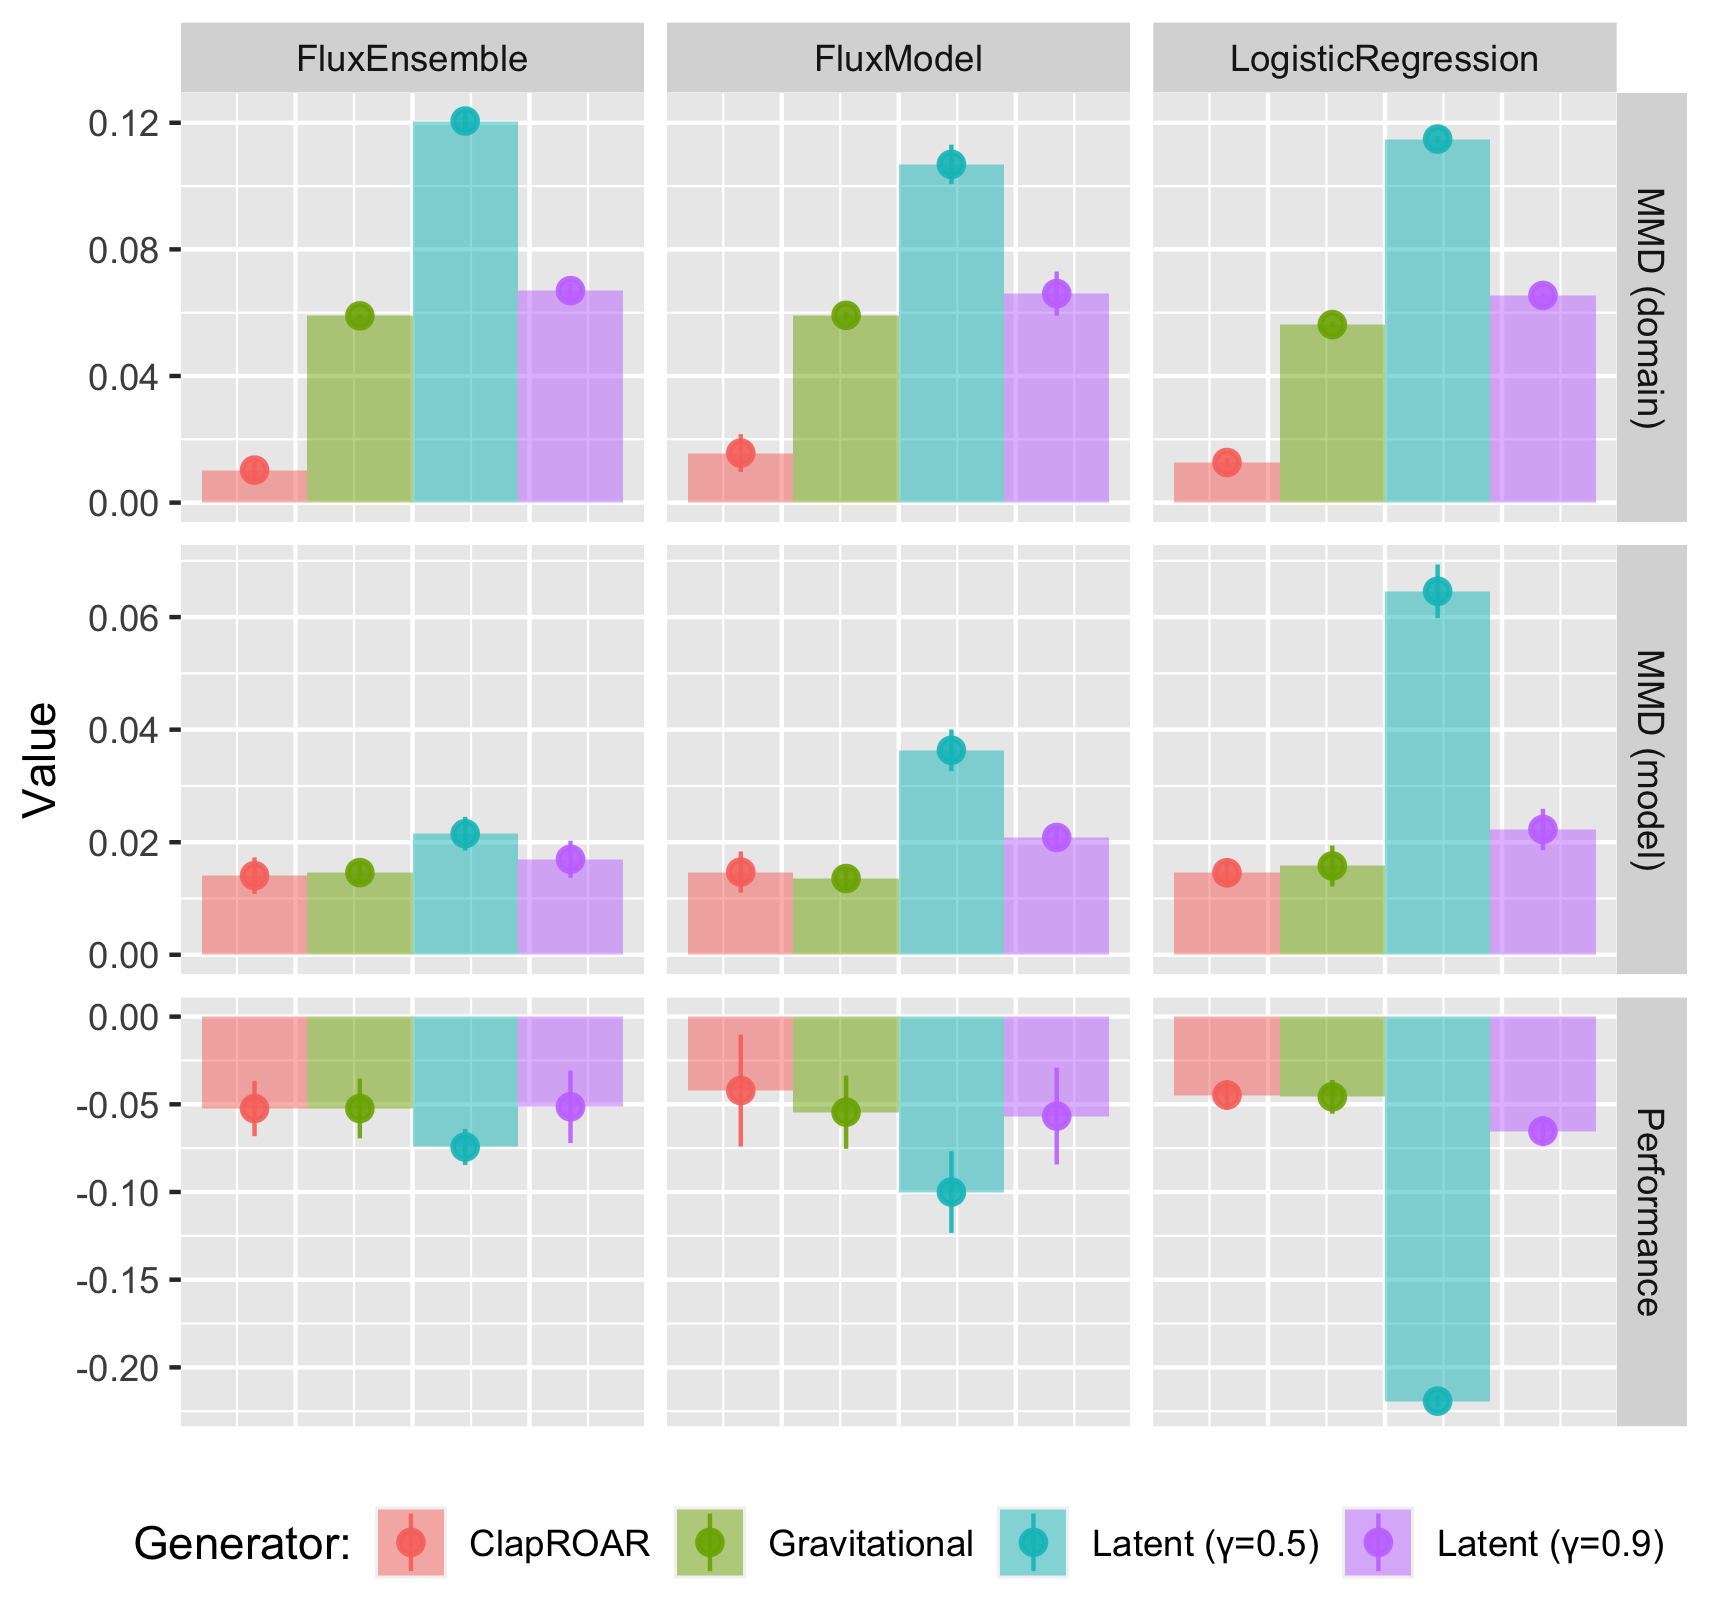 FluxEnsemble FluxModel LogisticRegression
0.12
0.08
0.04
0.00
MMD (domain)
0.06
0.04
0.02
0.00
MMD (model)
Value
0.00
-0.05
-0.10
-0.15
-0.20
Performance
Generator: ClapROAR Gravitational Latent (γ=0.5) Latent (γ=0.9)